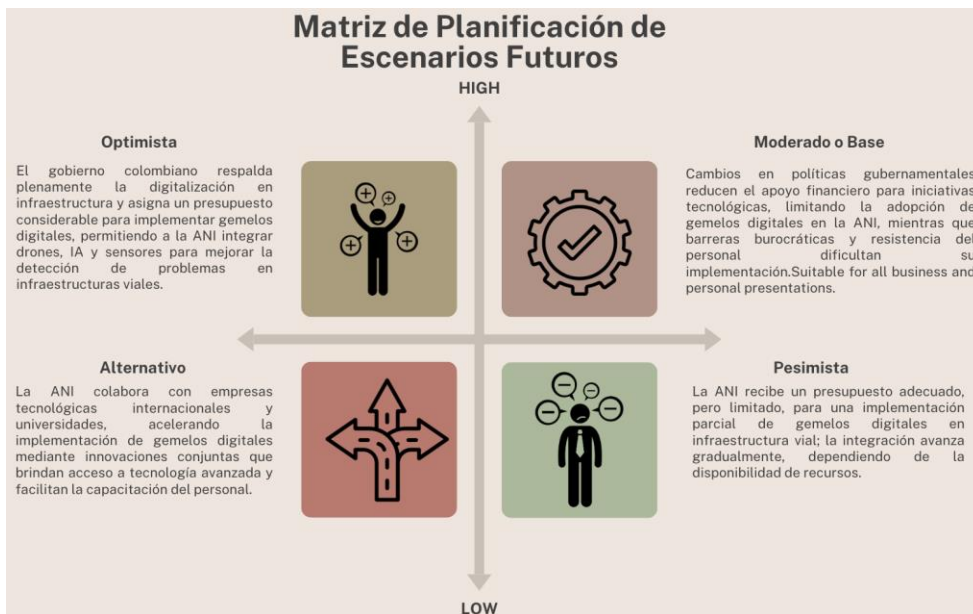 Matriz de Planificación de
Escenarios Futuros
HIGH
Optimista
El gobierno colombiano respalda
plenamente la digitalización en
infraestructura y asigna un presupuesto
considerable para implementar gemelos
digitales, permitiendo a la ANI integrar
drones, IA y sensores para mejorar la
detección de problemas en
infraestructuras viales.
Moderado o Base
Cambios en políticas gubernamentales
reducen el apoyo financiero para iniciativas
tecnológicas, limitando la adopción de
gemelos digitales en la ANI, mientras que
barreras burocráticas y resistencia del
personal dificultan su
implementación.Suitable for all business and
personal presentations.
Alternativo
La ANI colabora con empresas
tecnológicas internacionales y
universidades, acelerando la
implementación de gemelos digitales
mediante innovaciones conjuntas que
brindan acceso a tecnología avanzada y
facilitan la capacitación del personal.
Pesimista
La ANI recibe un presupuesto adecuado,
pero limitado, para una implementación
parcial de gemelos digitales en
infraestructura vial; la integración avanza
gradualmente, dependiendo de la
disponibilidad de recursos.
LOW